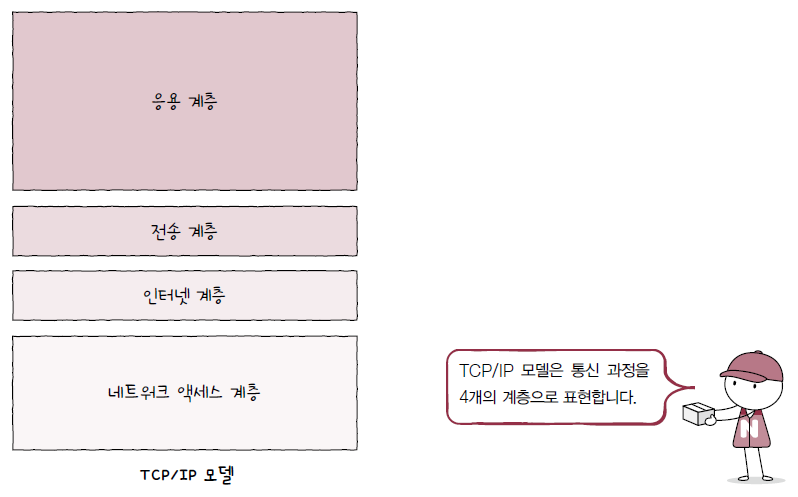 응용 계층
전송 계층
인터넷 계층
네트워크 액세스 계층
TCP/IP 모델
TCP/IP 모델은 통신 과정을
4개의 계층으로 표현합니다.
N